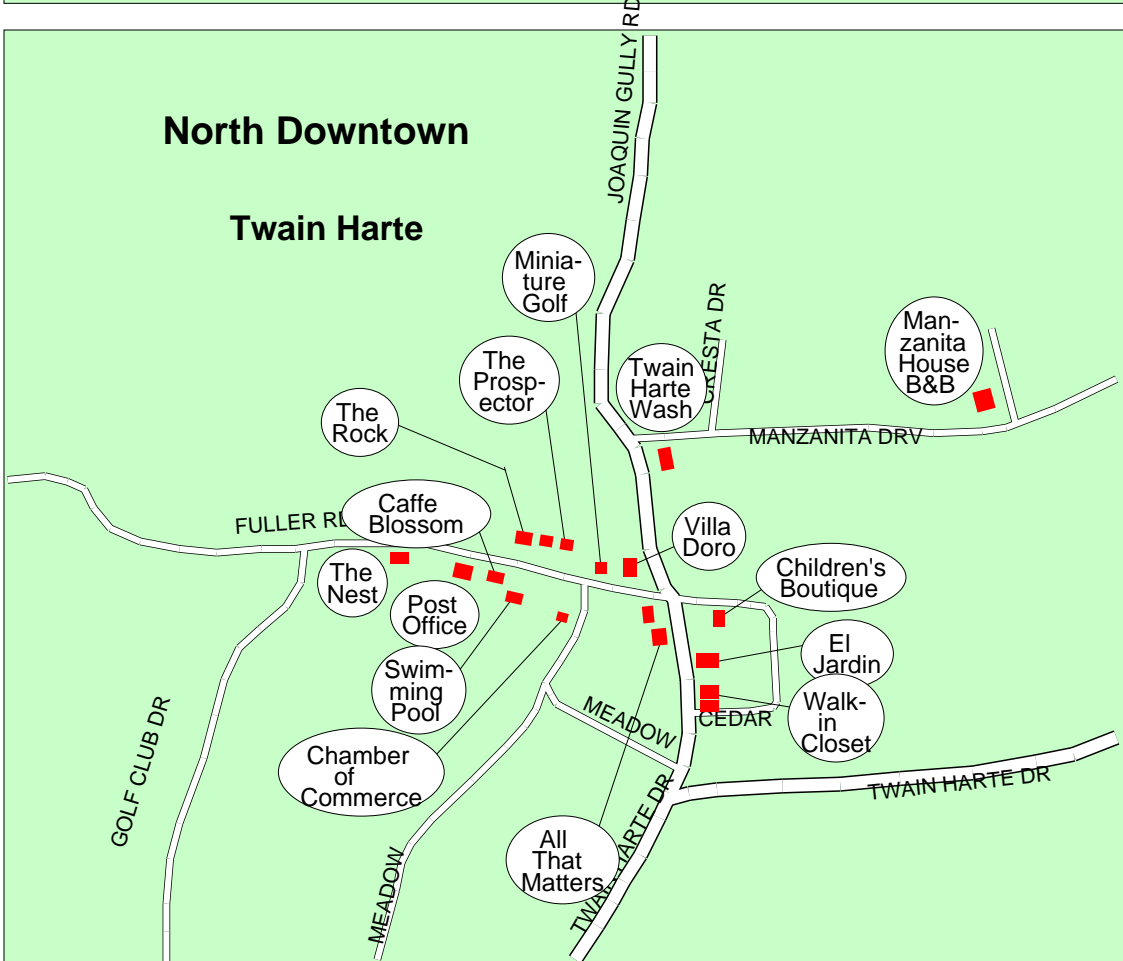 JOAQUIN GULLY RD
North Downtown
Twain Harte
Minia-
ture
Golf
The
Prosp-
ector
The
Rock
Twain
Harte
Wash
CRESTA DR
Man-
zanita
House
B&B
MANZANITA DRV
FULLER RD
Caffe
Blossom
Villa
Doro
The
Nest
Post
Office
Children's
Boutique
El
Jardin
Swim-
ming
Pool
Walk-
in
Closet
MEADOW
CEDAR
GOLF CLUB DR
Chamber
of
Commerce
TWAIN HARTE DR
All
That
Matters
TWAIN HARTE DR
MEADOW